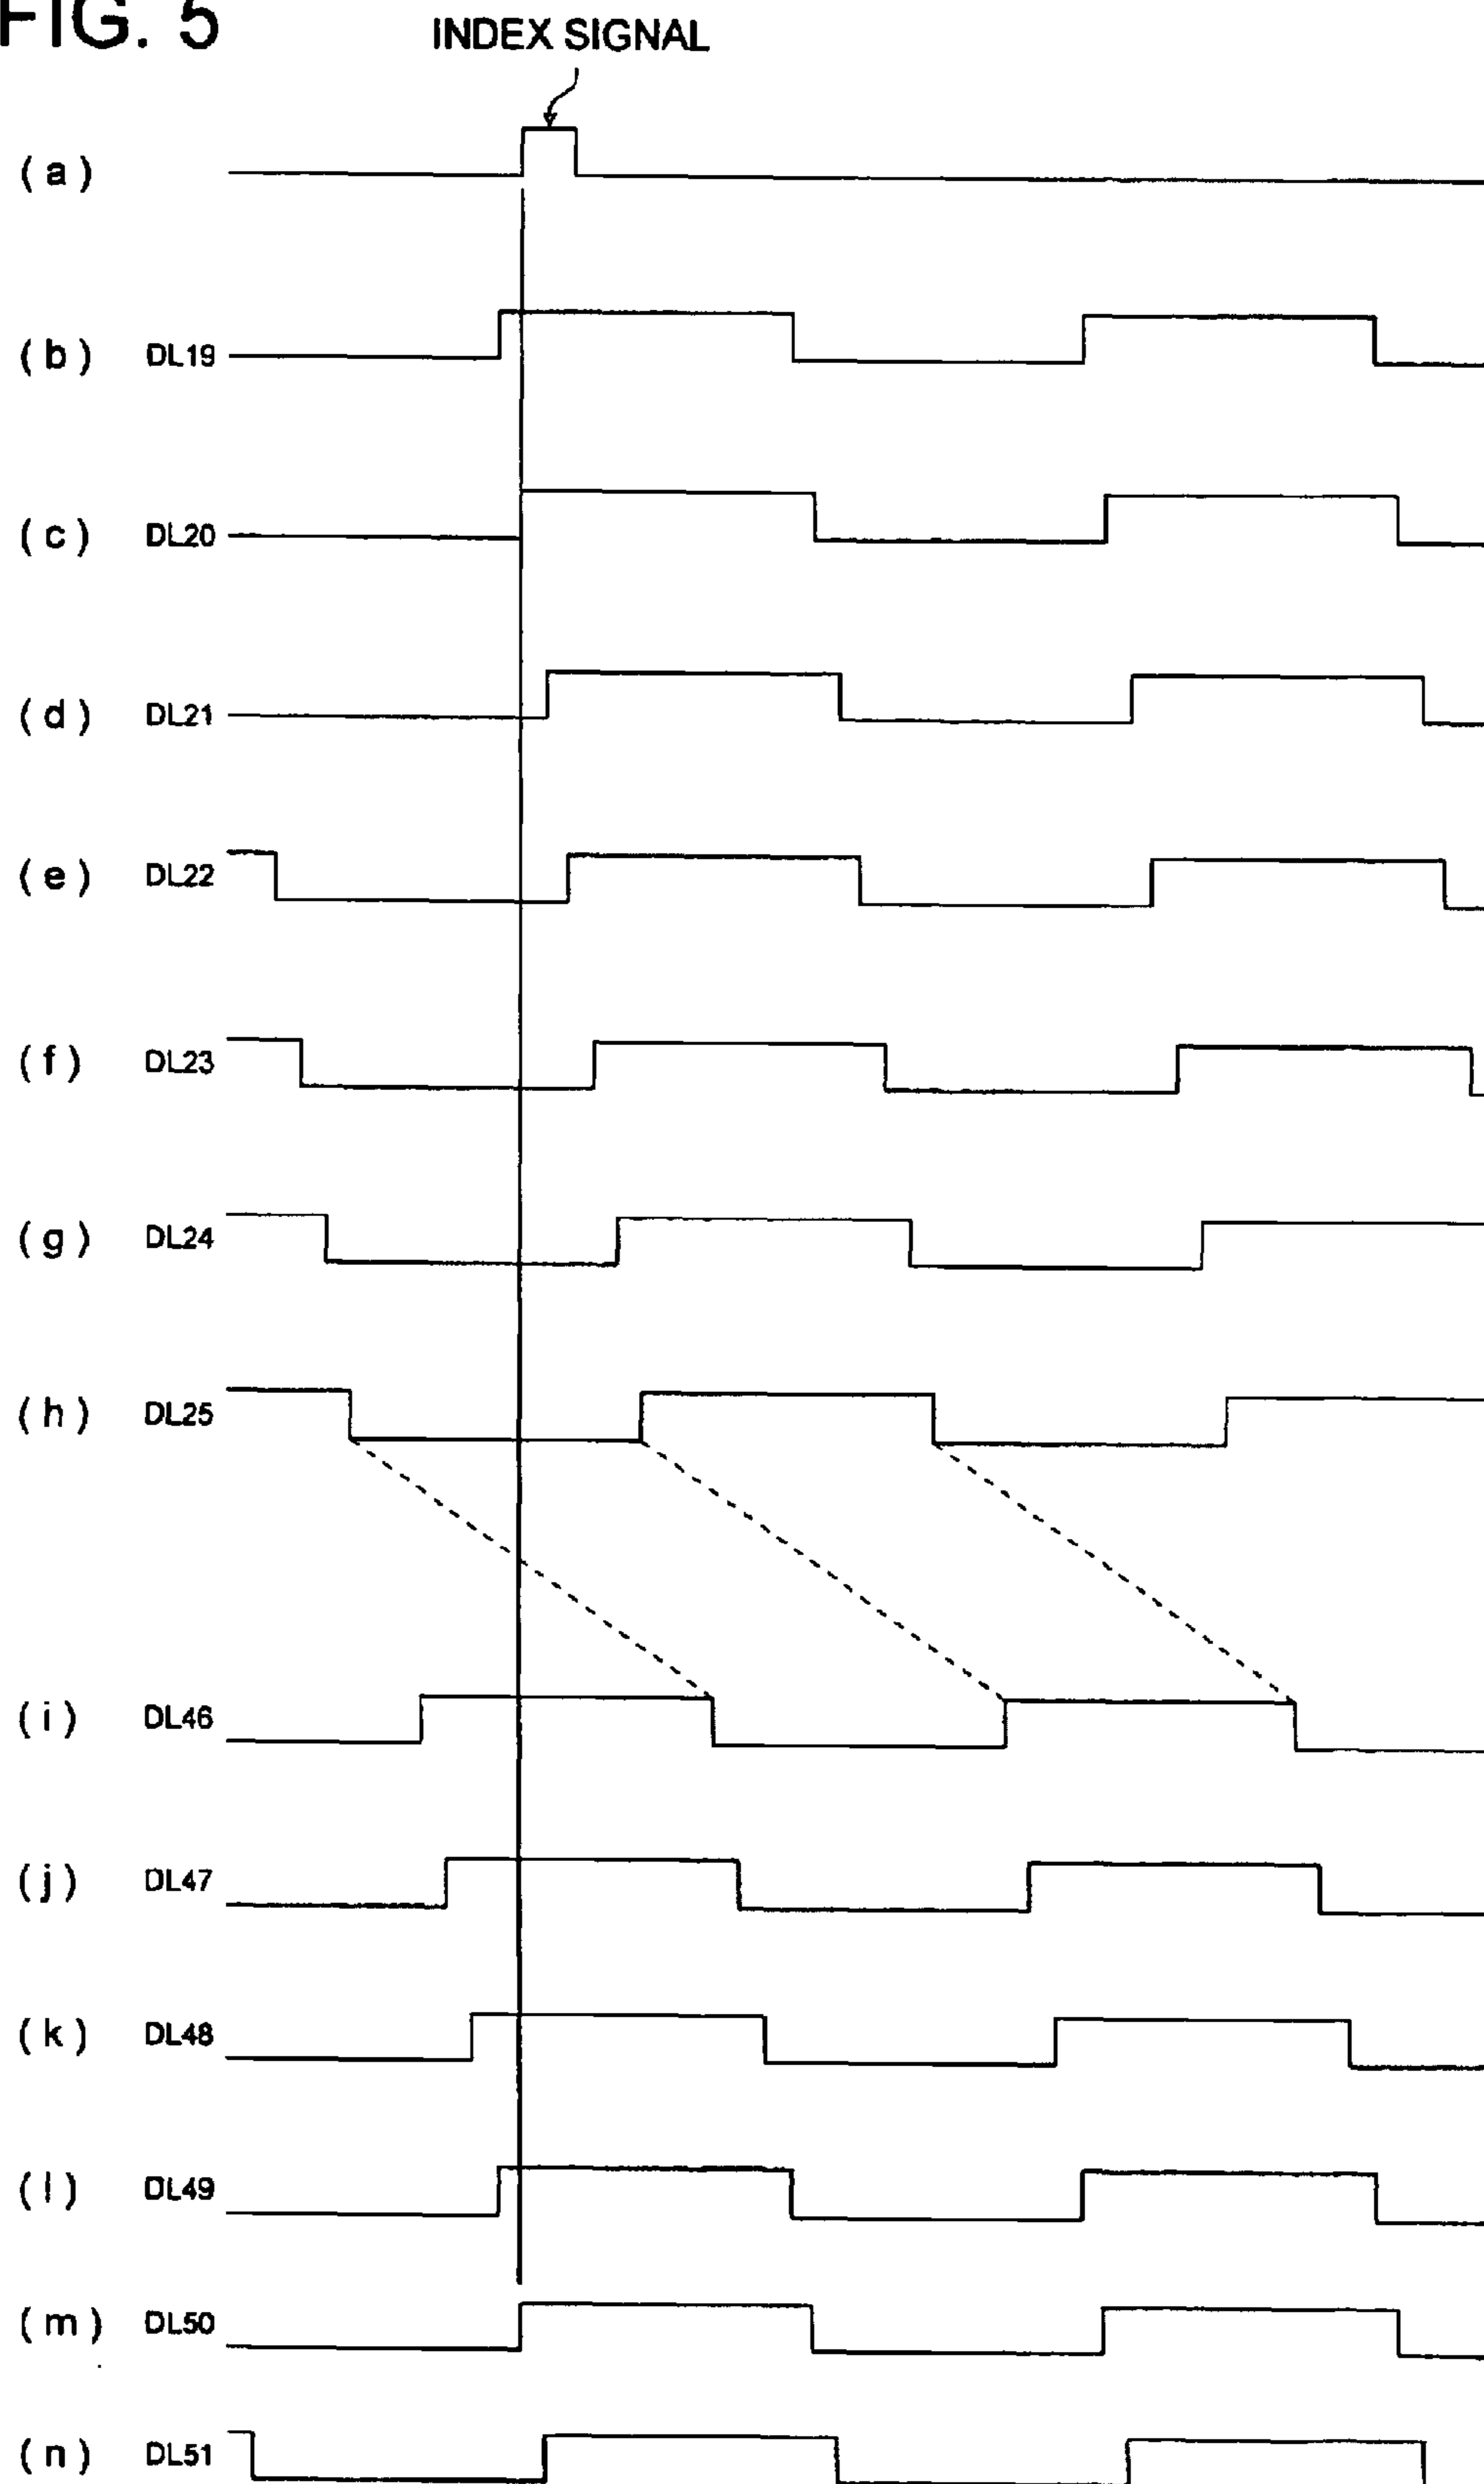 FIG. 5
INDEX SIGNAL
(a)
(b) DL19
(c) DL20
(d) DL21
(e) DL22
(f) DL23
(g) DL24
(h) DL25
(i) DL46
(j) DL47
(k) DL48
(l) DL49
(m) DL50
(n) DL51